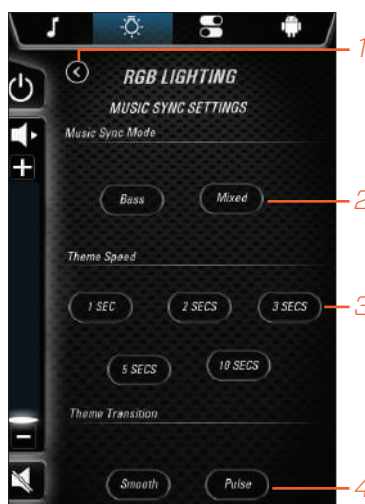 1
RGB LIGHTING
MUSIC SYNC SETTINGS
Music Sync Mode
Bass Mixed 2
Theme Speed
1 SEC 2 SECS 3 SECS 3
5 SECS 10 SECS
Theme Transition
Smooth Pulse 4